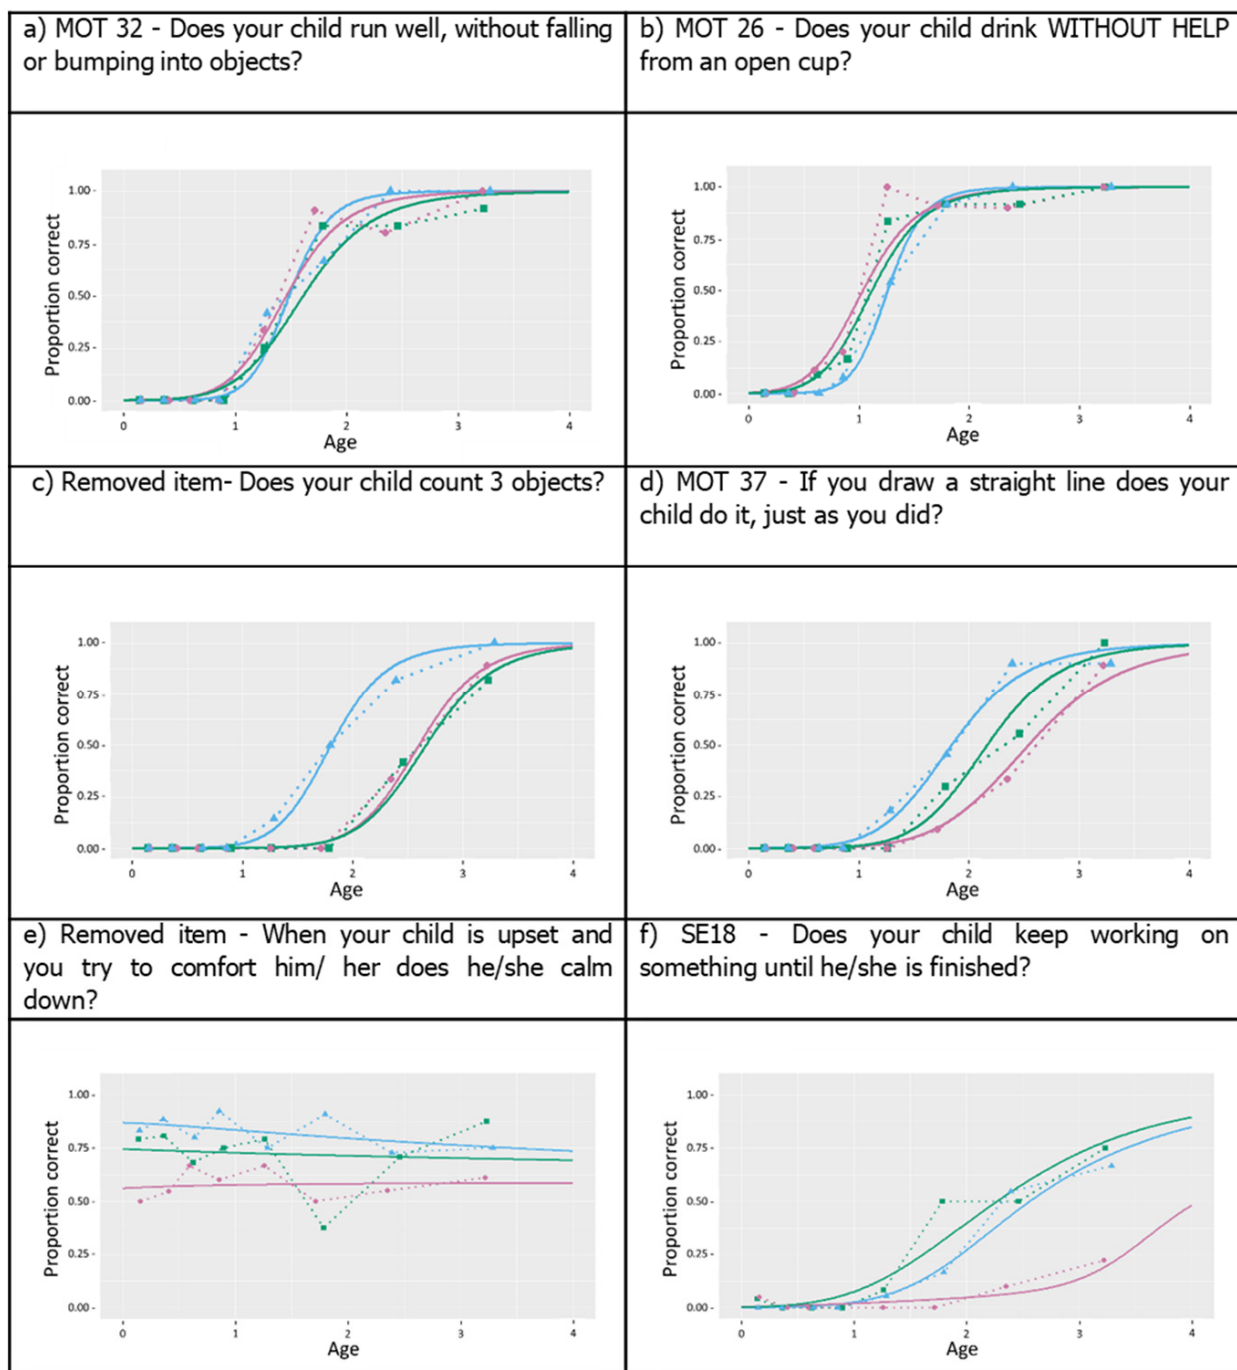 a) MOT 32 - Does your child run well, without falling
or bumping into objects?
b) MOT 26 - Does your child drink WITHOUT HELP
from an open cup?
1.00
0.75
0.50
0.25
0.00
Proportion correct
0 1 2 3 4
Age
1.00
0.75
0.50
0.25
0.00
Proportion correct
0 1 2 3 4
Age
c) Removed item- Does your child count 3 objects?
d) MOT 37 - If you draw a straight line does your
child do it, just as you did?
1.00
0.75
0.50
0.25
0.00
Proportion correct
0 1 2 3 4
Age
1.00
0.75
0.50
0.25
0.00
Proportion correct
0 1 2 3 4
Age
e) Removed item - When your child is upset and
you try to comfort him/ her does he/she calm
down?
f) SE18 - Does your child keep working on
something until he/she is finished?
1.00
0.75
0.50
0.25
0.00
Proportion correct
0 1 2 3 4
Age
1.00
0.75
0.50
0.25
0.00
Proportion correct
0 1 2 3 4
Age